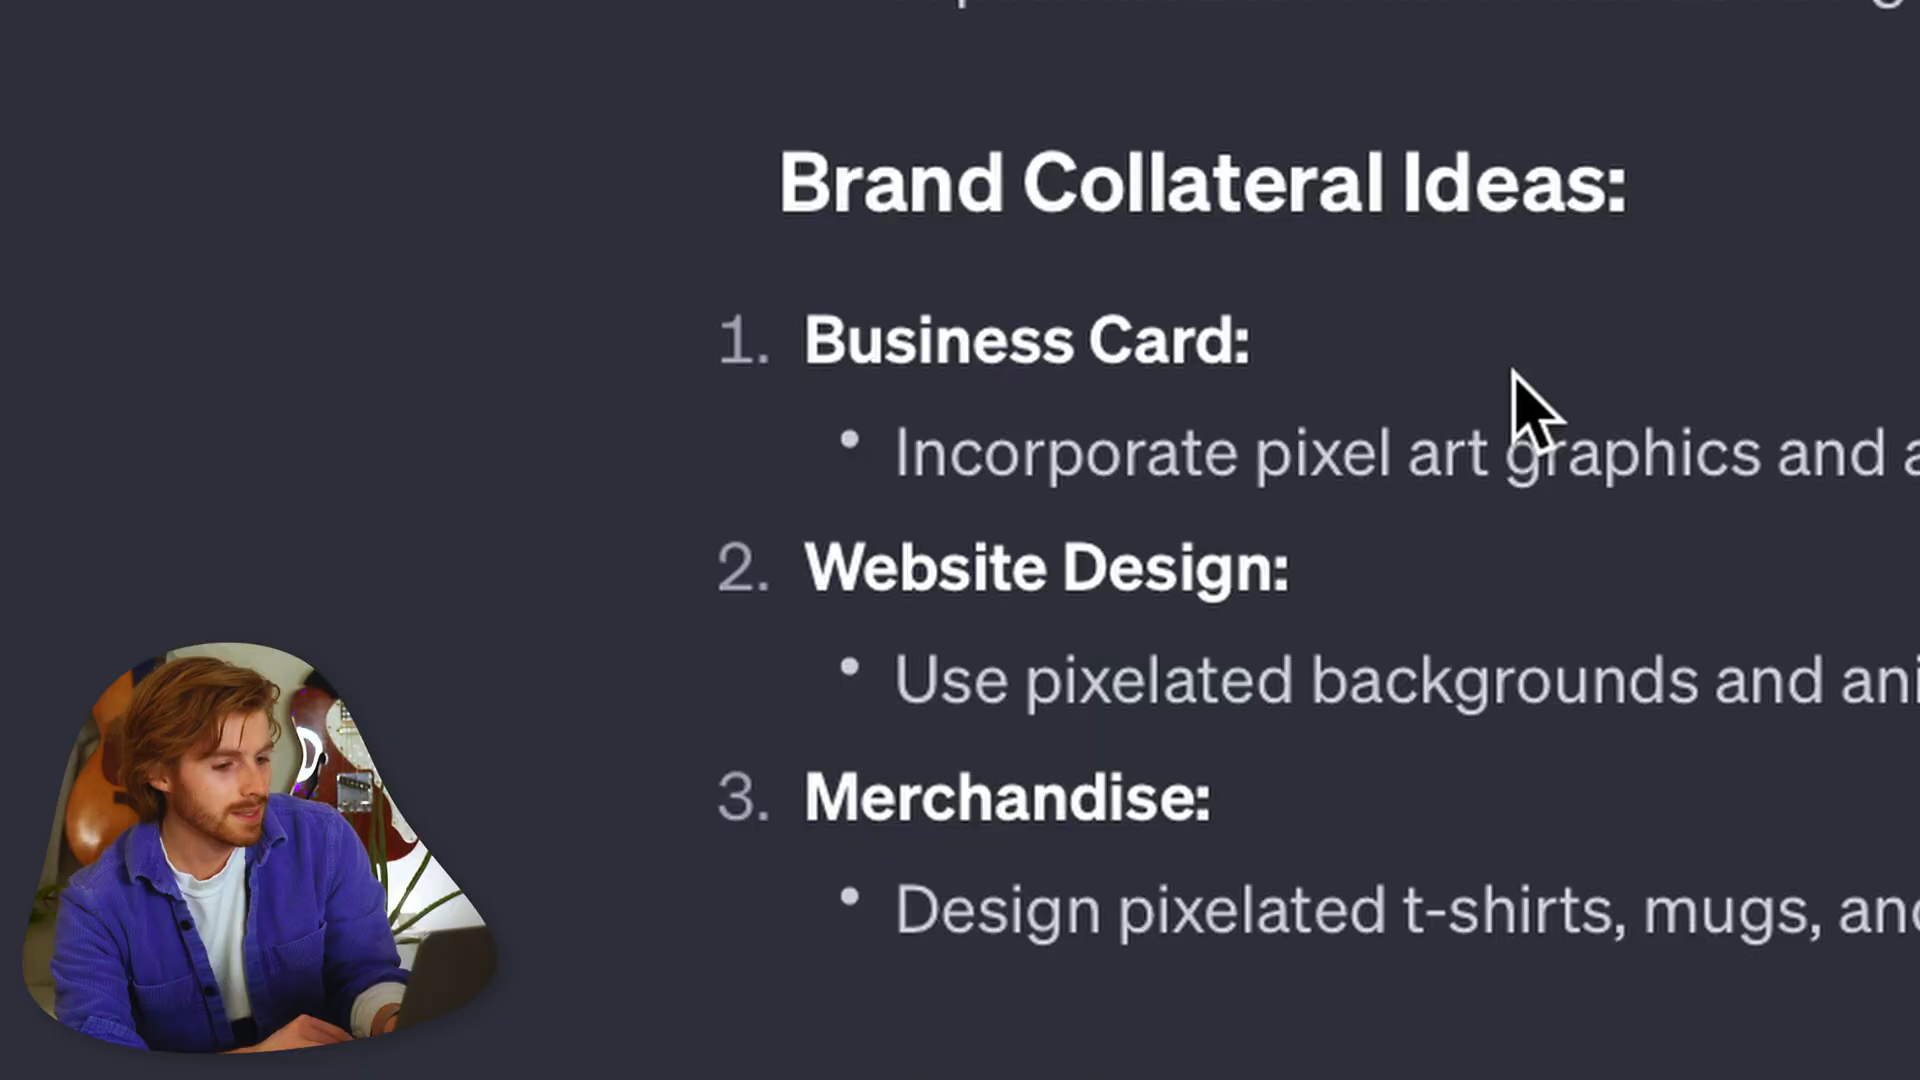 Brand Collateral Ideas:
1. Business Card:
• Incorporate pixel art graphics and
2. Website Design:
• Use pixelated backgrounds and
3. Merchandise:
• Design pixelated t-shirts, mugs,